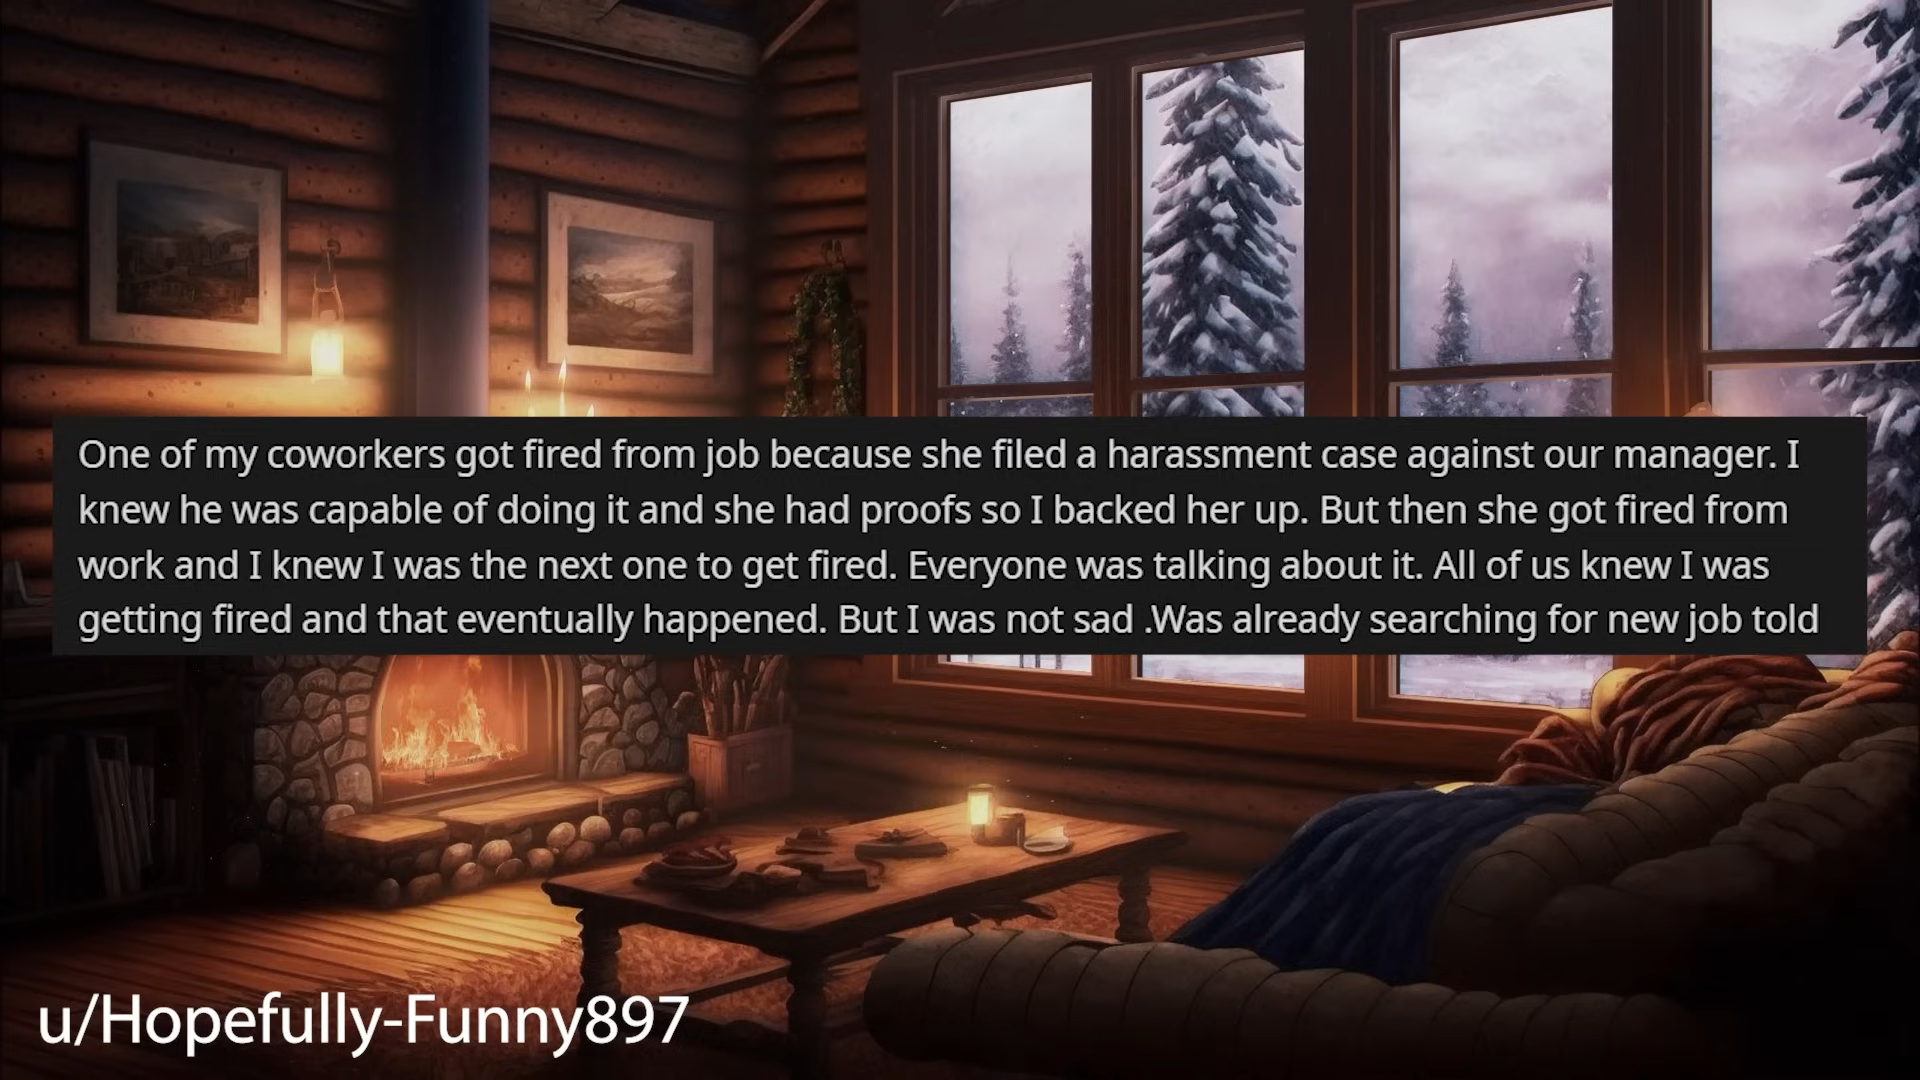 One of my coworkers got fired from job because she filed a harassment case against our manager. I
knew he was capable of doing it and she had proofs so I backed her up. But then she got fired from
work and I knew I was the next one to get fired. Everyone was talking about it. All of us knew I was
getting fired and that eventually happened. But I was not sad .Was already searching for new job told
u/Hopefully-Funny897